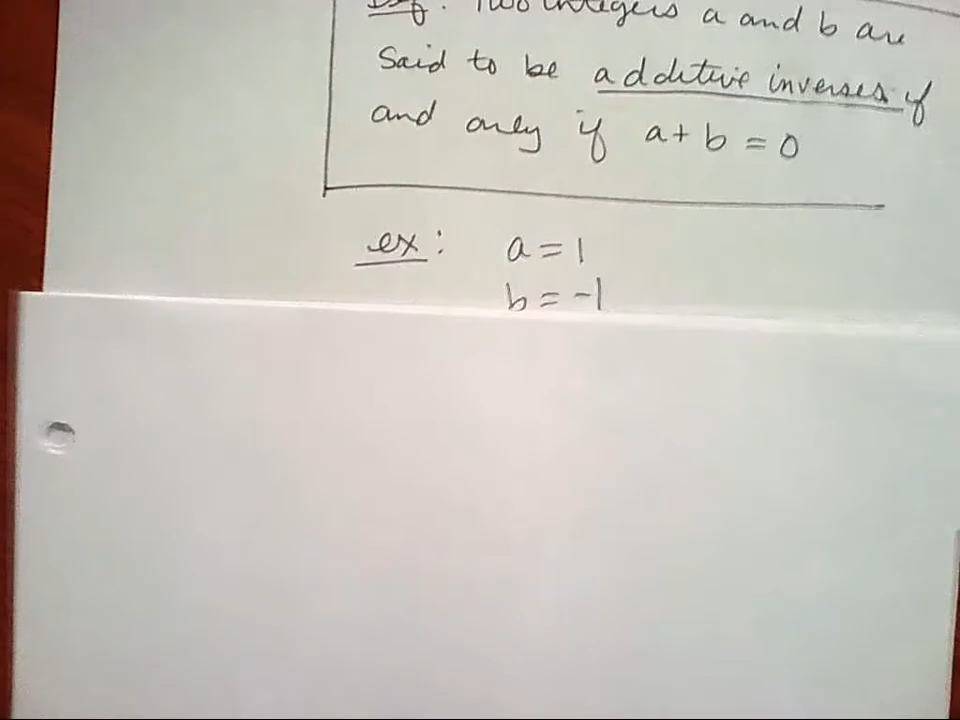 Def: Two integers a and b are
said to be additive inverses if
and only if a + b = 0
ex: a = 1
b = -1